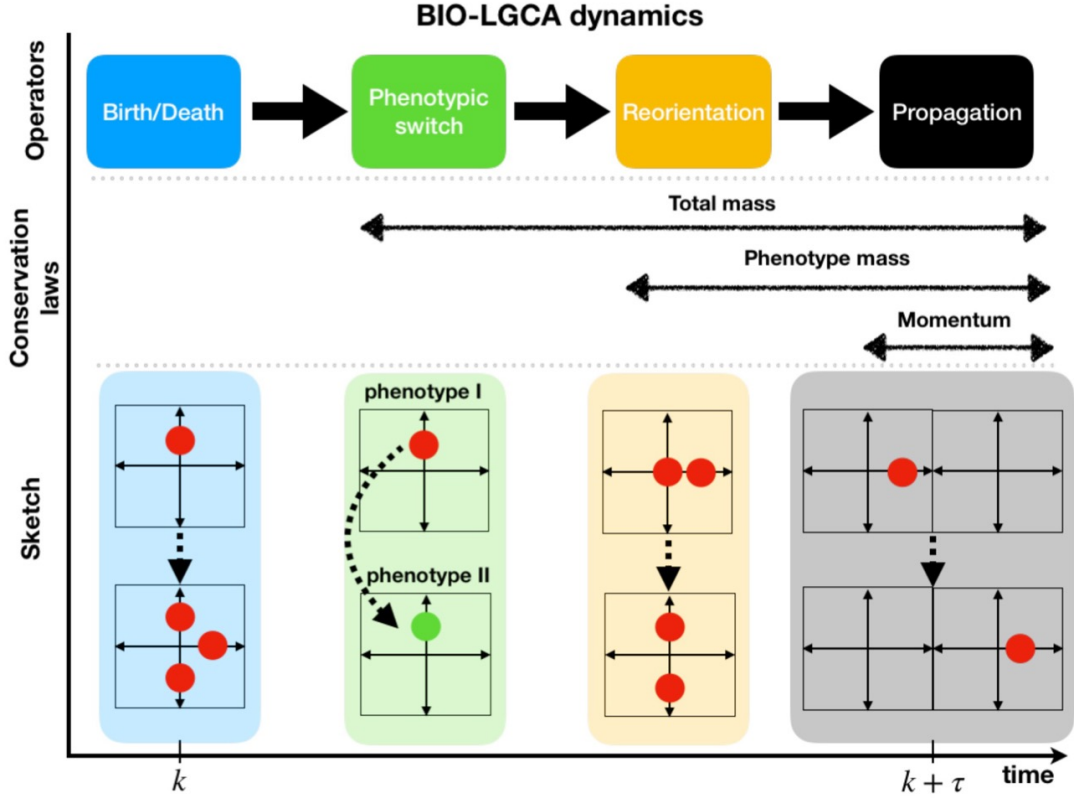 BIO-LGCA dynamics
Operators
Birth/Death
Phenotypic
switch
Reorientation
Propagation
Conservation
laws
Total mass
Phenotype mass
Momentum
Sketch
phenotype I
phenotype II
k
k + τ
time